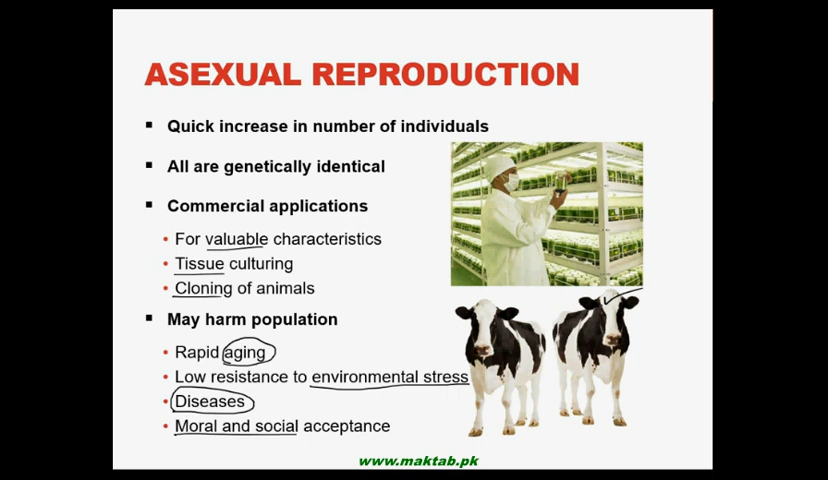 ASEXUAL REPRODUCTION
▪ Quick increase in number of individuals
▪ All are genetically identical
▪ Commercial applications
• For valuable characteristics
• Tissue culturing
• Cloning of animals
▪ May harm population
• Rapid aging
• Low resistance to environmental stress
• Diseases
• Moral and social acceptance
www.maktab.pk